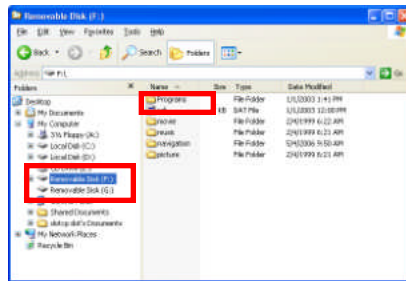 Removable Disk (F:)
File Edit View Favorites Tools Help
Back Search Folders
Address F:\ Go
Folders
Desktop
My Documents
My Computer
3½ Floppy (A:)
Local Disk (C:)
Local Disk (D:)
Removable Disk (F:)
Removable Disk (G:)
Shared Documents
My Network Places
Recycle Bin
Name Size Type Date Modified
Programs File Folder 1/1/2003 1:41 PM
KB DAT File 1/1/2003 12:00 PM
movie File Folder 2/4/1999 6:22 AM
music File Folder 2/4/1999 6:21 AM
navigation File Folder 5/4/2006 9:50 AM
picture File Folder 2/4/1999 6:21 AM